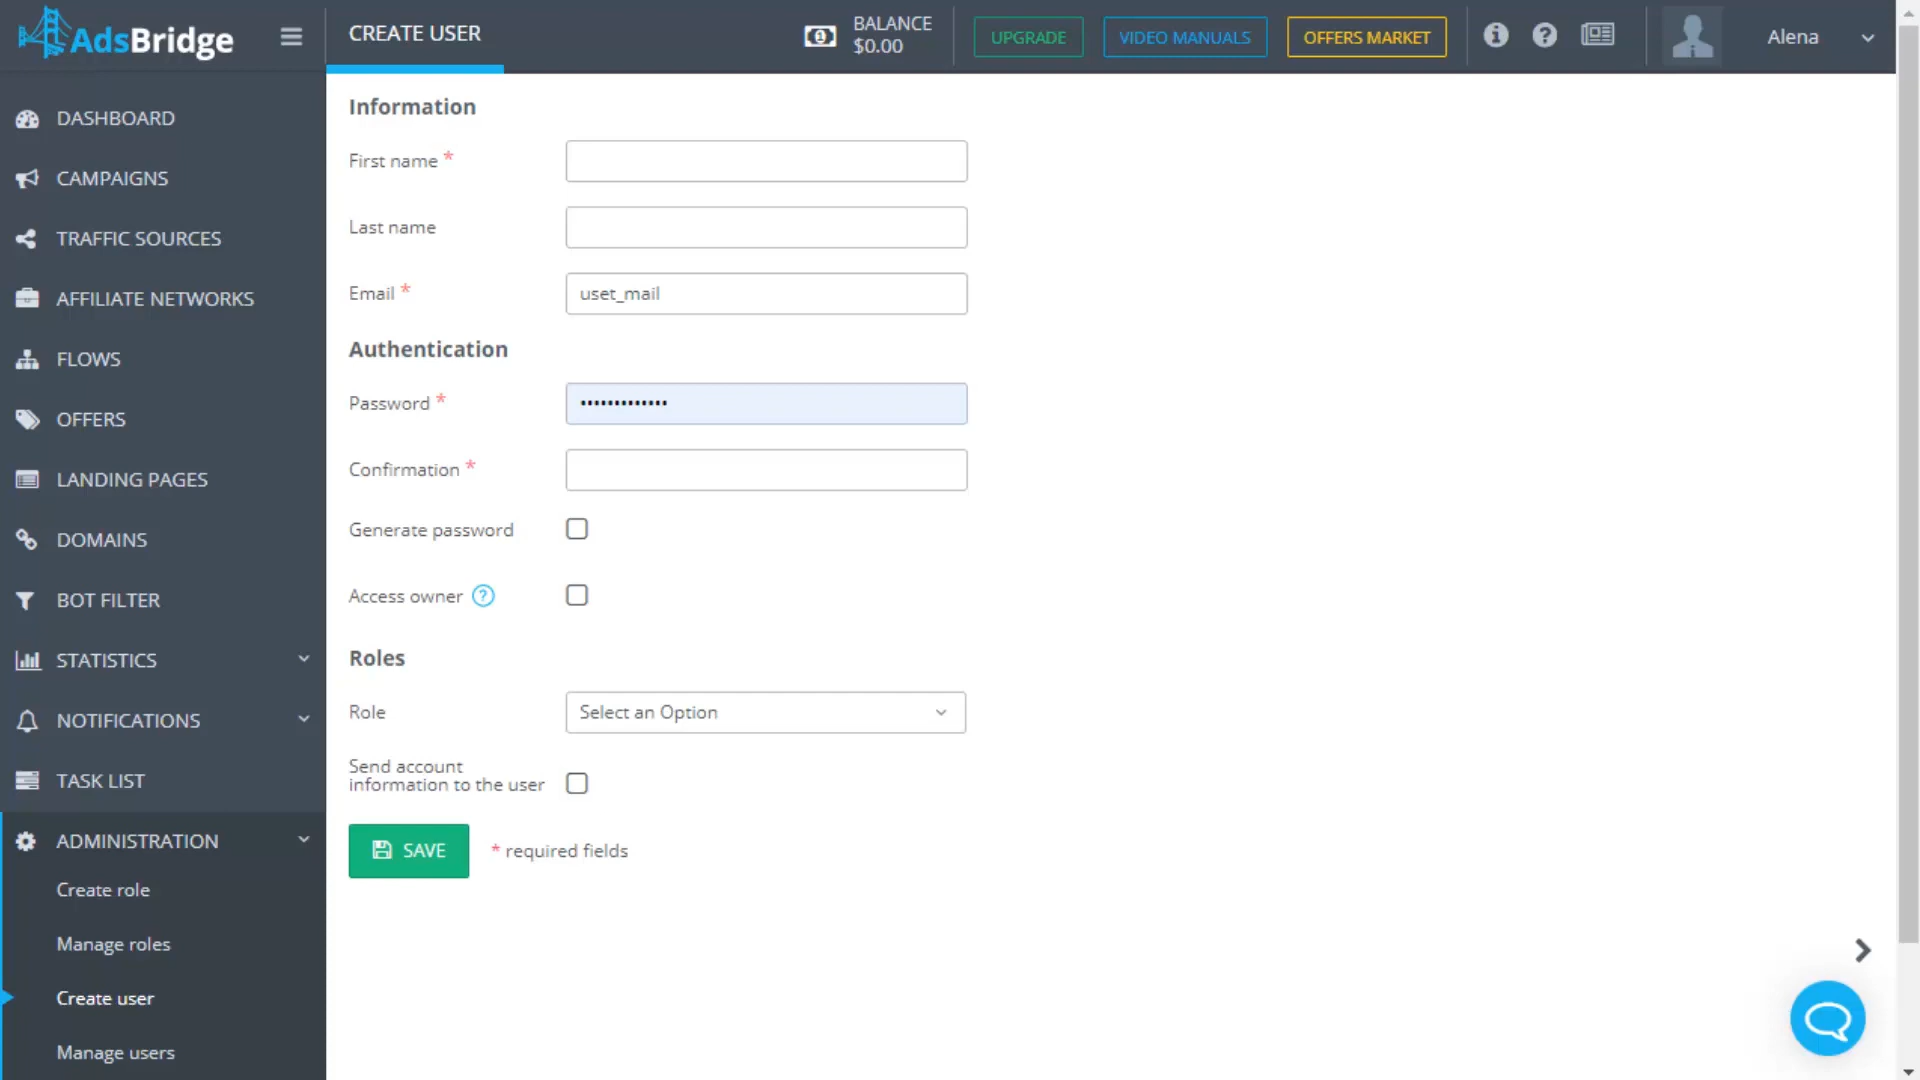 AdsBridge
CREATE USER
BALANCE
$0.00
UPGRADE
VIDEO MANUALS
OFFERS MARKET
Alena
DASHBOARD
CAMPAIGNS
TRAFFIC SOURCES
AFFILIATE NETWORKS
FLOWS
OFFERS
LANDING PAGES
DOMAINS
BOT FILTER
STATISTICS
NOTIFICATIONS
TASK LIST
ADMINISTRATION
Create role
Manage roles
Create user
Manage users
Information
First name *
Last name
Email *
uset_mail
Authentication
Password *
•••••••••••••
Confirmation *
Generate password
Access owner ?
Roles
Role
Select an Option
Send account
information to the user
SAVE
* required fields